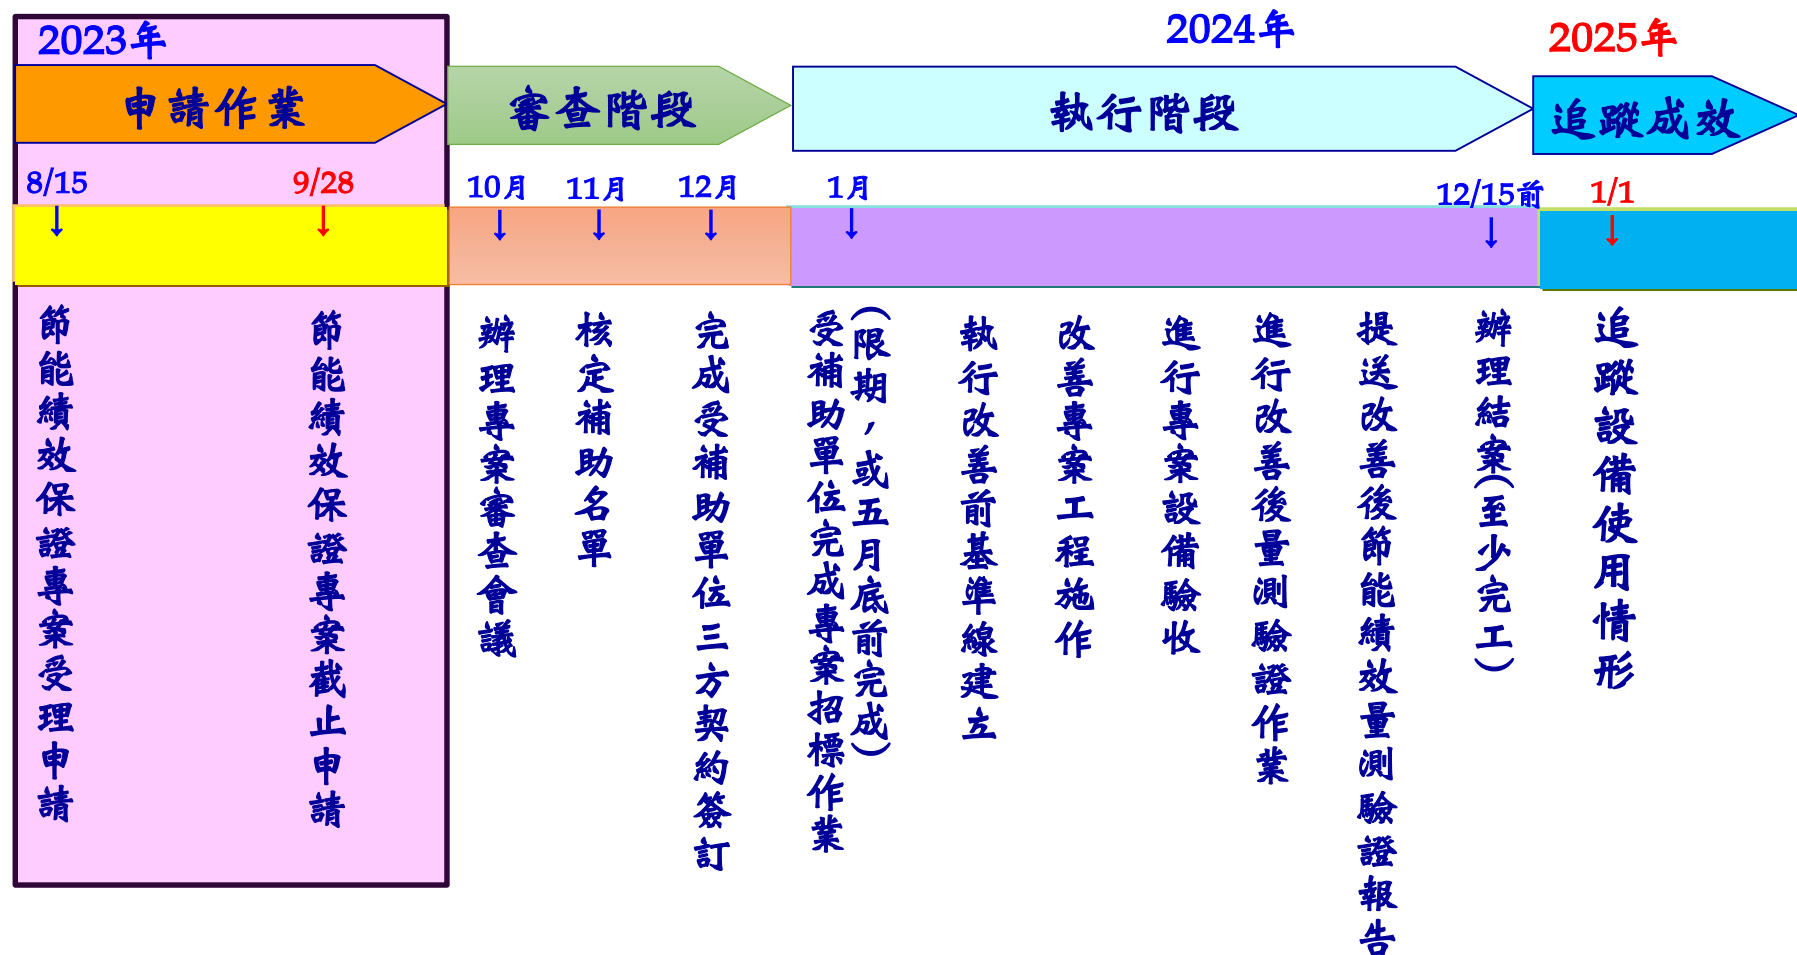 2023年
2024年
2025年
申請作業
審查階段
執行階段
追蹤成效
8/15
9/28
10月
11月
12月
1月
12/15前
1/1
節能績效保證專案受理申請
節能績效保證專案截止申請
辦理專案審查會議
核定補助名單
完成受補助單位三方契約簽訂
受補助單位完成專案招標作業
(限期,或五月底前完成)
執行改善前基準線建立
改善專案工程施作
進行專案設備驗收
進行改善後量測驗證作業
提送改善後節能績效量測驗證報告
辦理結案(至少完工)
追蹤設備使用情形